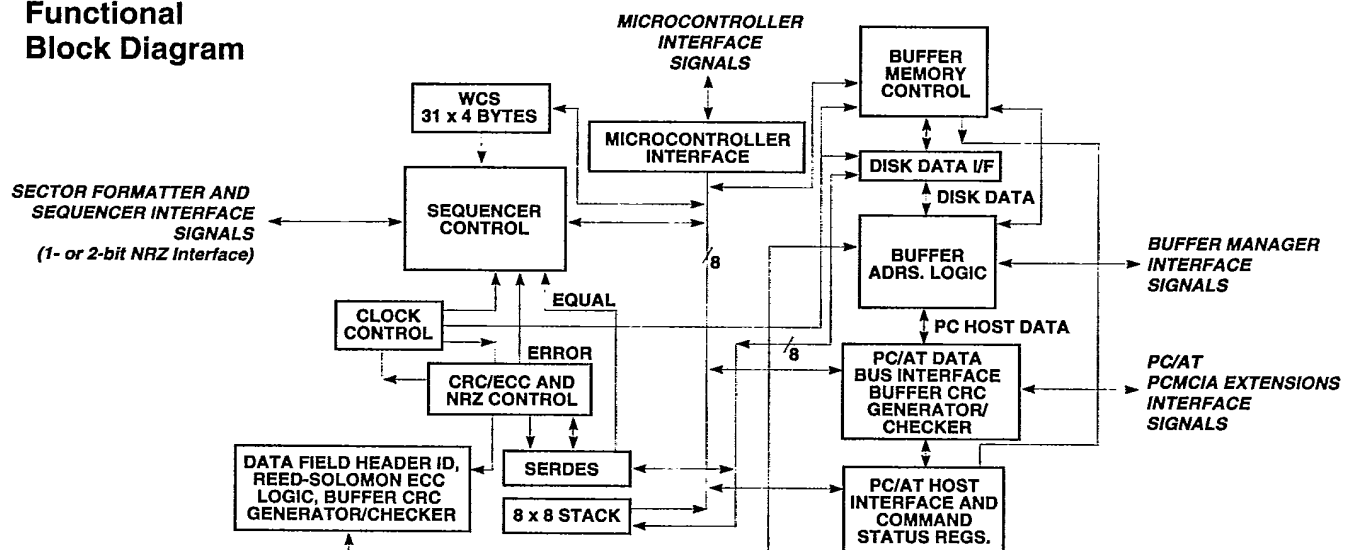 Functional
Block Diagram
MICROCONTROLLER
INTERFACE
SIGNALS
BUFFER
MEMORY
CONTROL
WCS
31 x 4 BYTES
MICROCONTROLLER
INTERFACE
DISK DATA I/F
DISK DATA
SECTOR FORMATTER AND
SEQUENCER INTERFACE
SIGNALS
(1- or 2-bit NRZ Interface)
SEQUENCER
CONTROL
8
BUFFER
ADRS. LOGIC
BUFFER MANAGER
INTERFACE
SIGNALS
EQUAL
CLOCK
CONTROL
PC HOST DATA
8
ERROR
CRC/ECC AND
NRZ CONTROL
PC/AT DATA
BUS INTERFACE
BUFFER CRC
GENERATOR/
CHECKER
PC/AT
PCMCIA EXTENSIONS
INTERFACE
SIGNALS
DATA FIELD HEADER ID,
REED-SOLOMON ECC
LOGIC, BUFFER CRC
GENERATOR/CHECKER
SERDES
8 x 8 STACK
PC/AT HOST
INTERFACE AND
COMMAND
STATUS REGS.